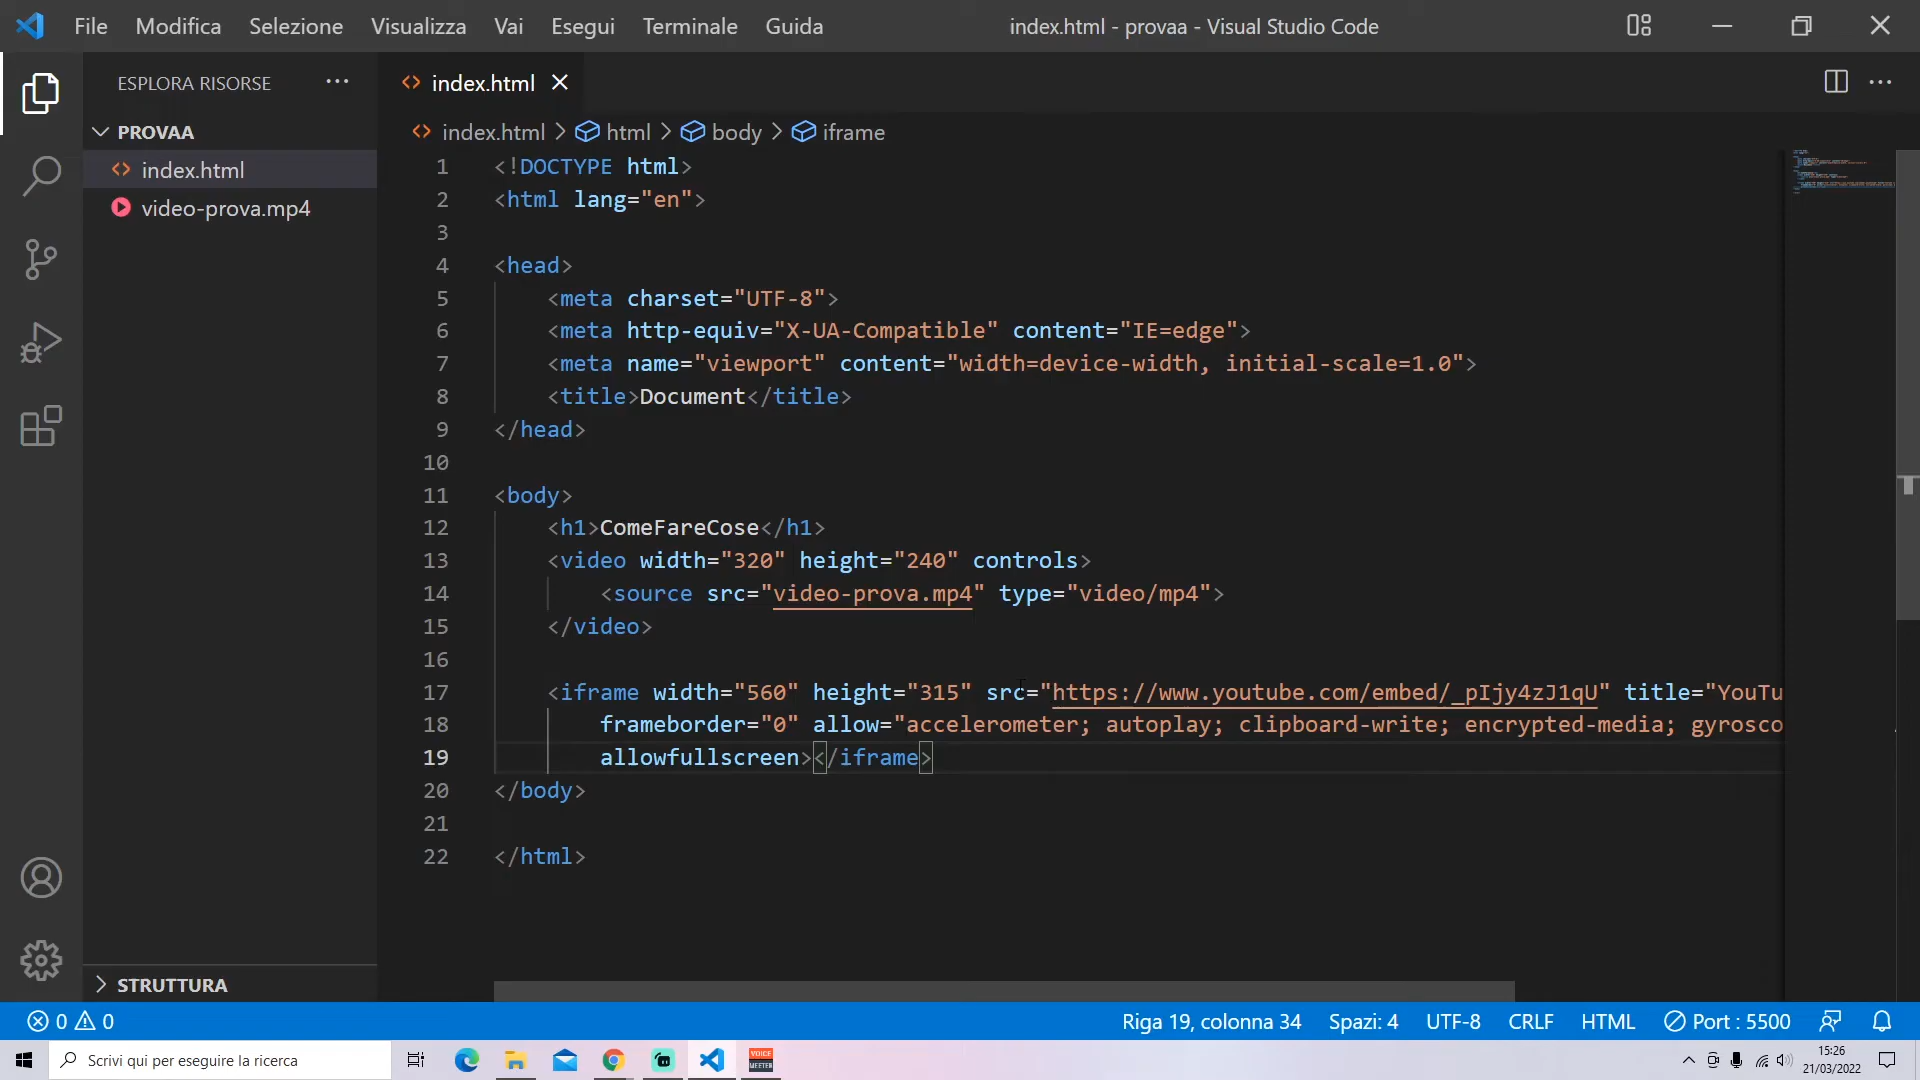 File Modifica Selezione Visualizza Vai Esegui Terminale Guida index.html - provaa - Visual Studio Code
ESPLORA RISORSE
PROVAA
index.html
video-prova.mp4
STRUTTURA
index.html
index.html > html > body > iframe
1 <!DOCTYPE html>
2 <html lang="en">
3
4 <head>
5 <meta charset="UTF-8">
6 <meta http-equiv="X-UA-Compatible" content="IE=edge">
7 <meta name="viewport" content="width=device-width, initial-scale=1.0">
8 <title>Document</title>
9 </head>
10
11 <body>
12 <h1>ComeFareCose</h1>
13 <video width="320" height="240" controls>
14 <source src="video-prova.mp4" type="video/mp4">
15 </video>
16
17 <iframe width="560" height="315" src="https://www.youtube.com/embed/_pIjy4zJ1qU" title="YouTu
18 frameborder="0" allow="accelerometer; autoplay; clipboard-write; encrypted-media; gyrosco
19 allowfullscreen></iframe>
20 </body>
21
22 </html>
0 0 Riga 19, colonna 34 Spazi: 4 UTF-8 CRLF HTML Port : 5500
Scrivi qui per eseguire la ricerca
VOICE
MEETER
15:26
21/03/2022